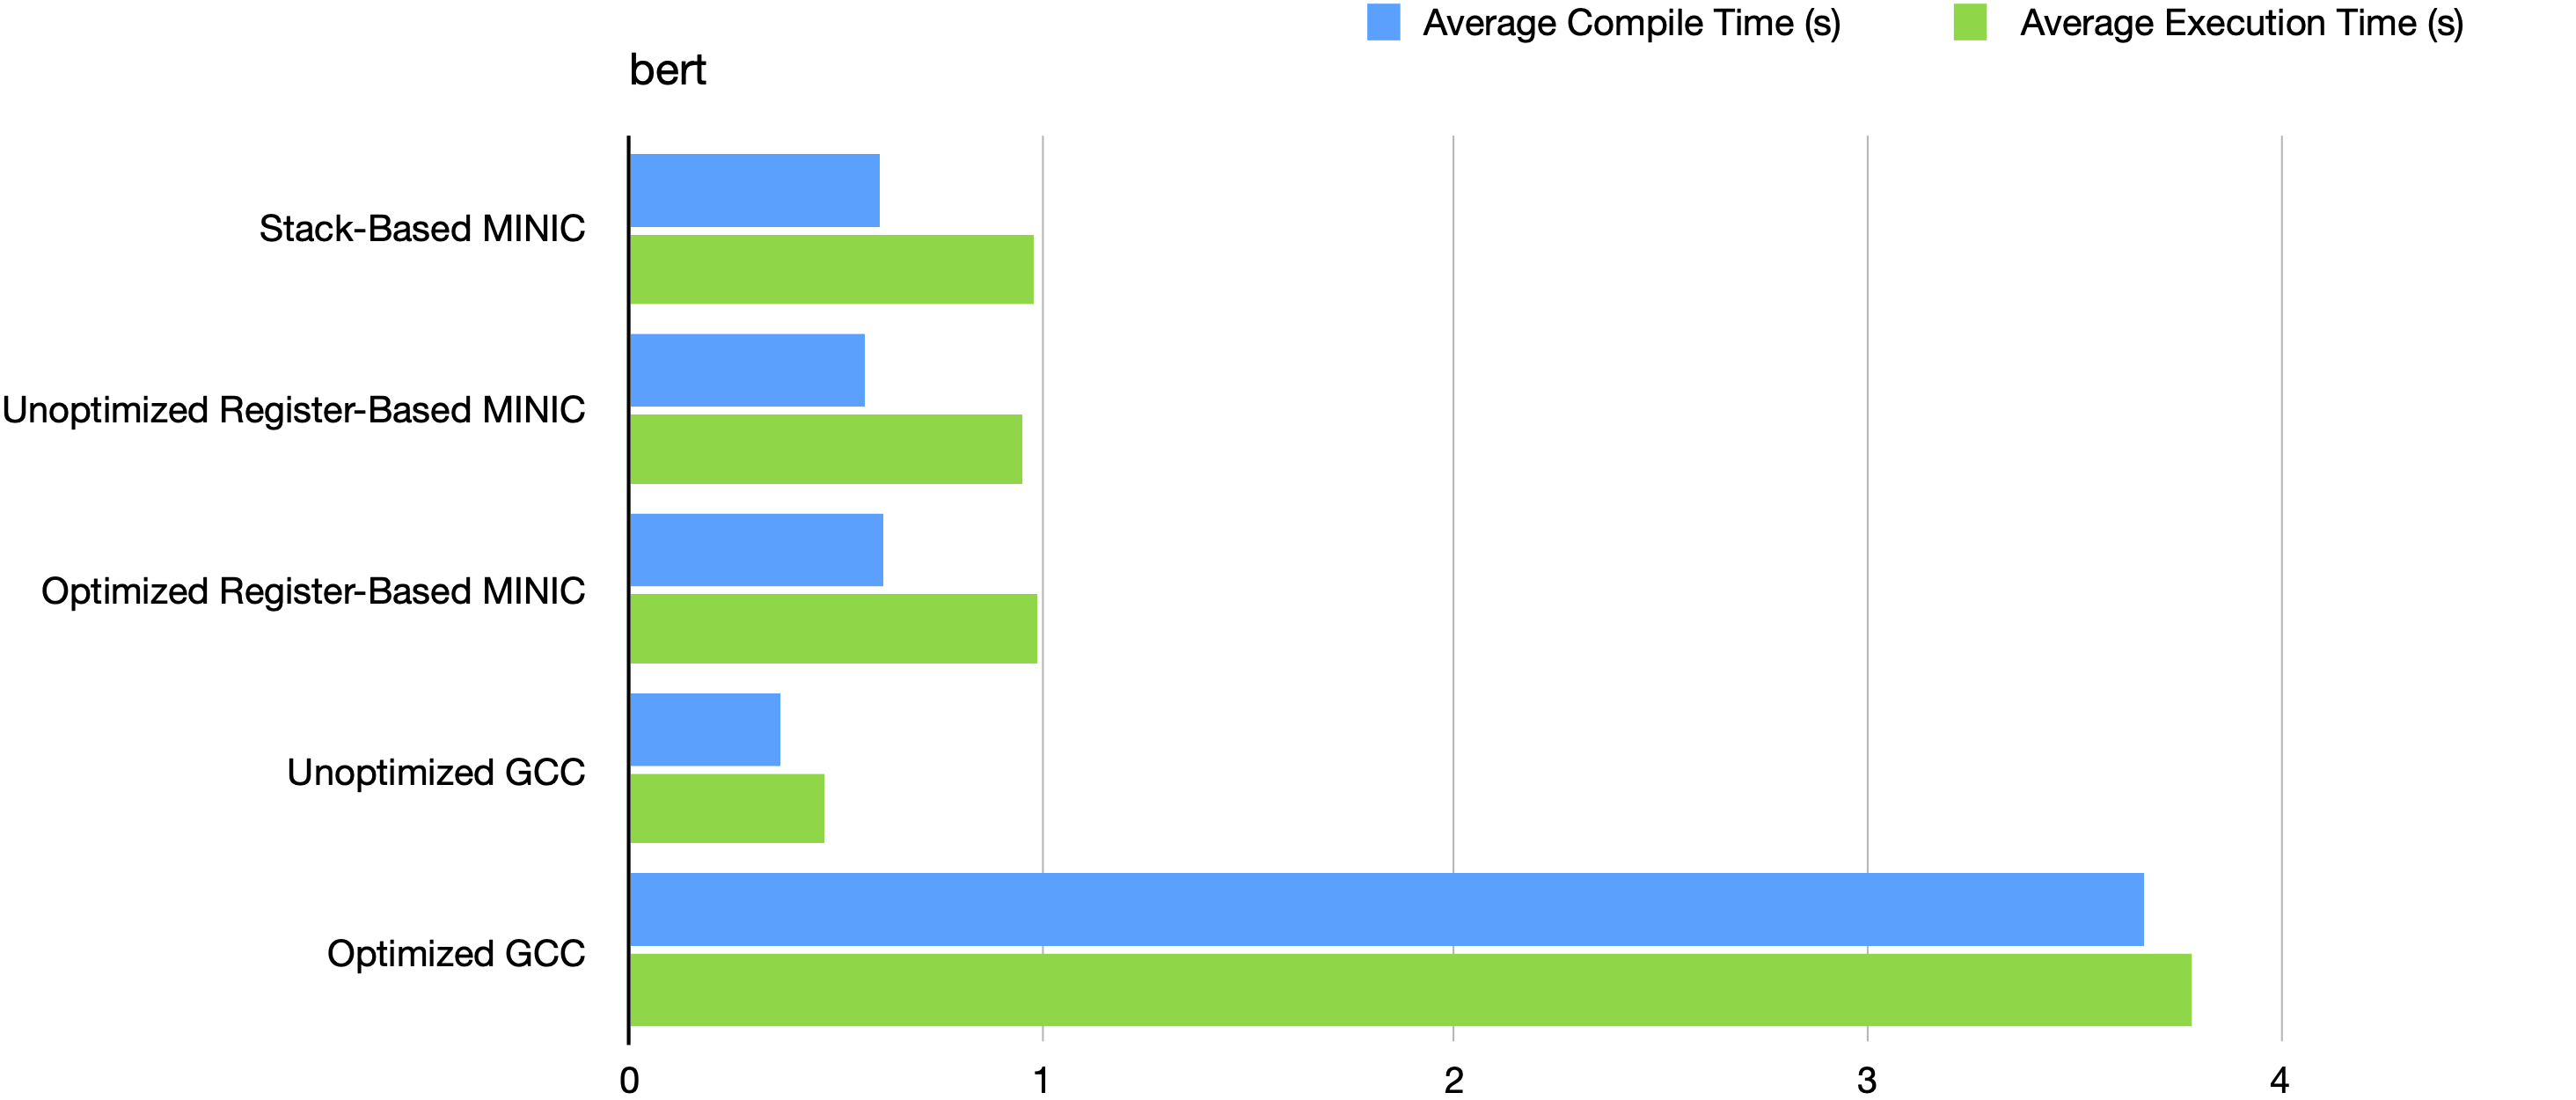 Average Compile Time (s) Average Execution Time (s)
bert
Stack-Based MINIC
Unoptimized Register-Based MINIC
Optimized Register-Based MINIC
Unoptimized GCC
Optimized GCC
0 1 2 3 4